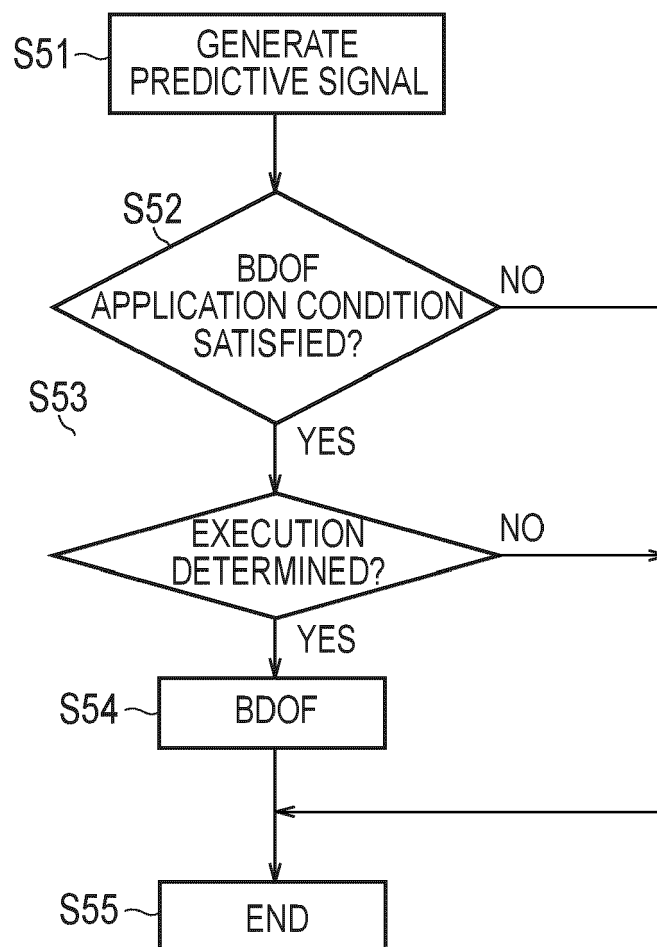 S51
GENERATE
PREDICTIVE SIGNAL
S52
BDOF
APPLICATION CONDITION
SATISFIED?
NO
S53
YES
EXECUTION
DETERMINED?
NO
YES
S54
BDOF
S55
END